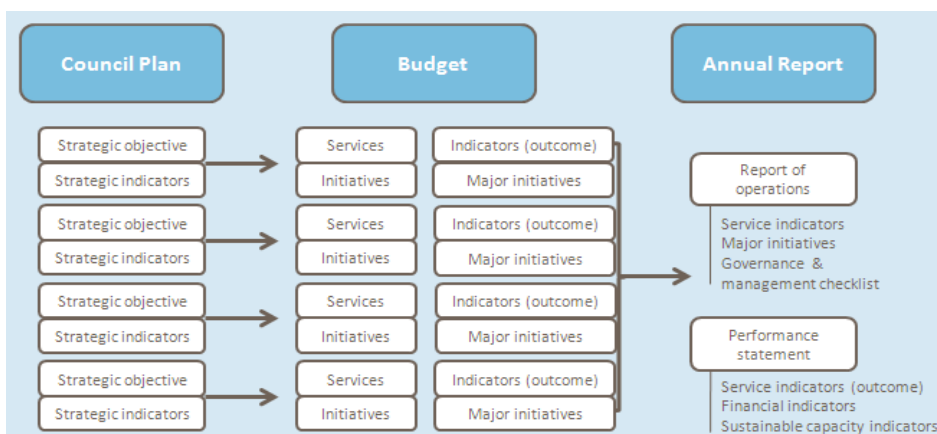 Council Plan
Budget
Annual Report
Strategic objective
Strategic indicators
Services
Initiatives
Indicators (outcome)
Major initiatives
Strategic objective
Strategic indicators
Services
Initiatives
Indicators (outcome)
Major initiatives
Strategic objective
Strategic indicators
Services
Initiatives
Indicators (outcome)
Major initiatives
Strategic objective
Strategic indicators
Services
Initiatives
Indicators (outcome)
Major initiatives
Report of
operations
Service indicators
Major initiatives
Governance &
management checklist
Performance
statement
Service indicators (outcome)
Financial indicators
Sustainable capacity indicators